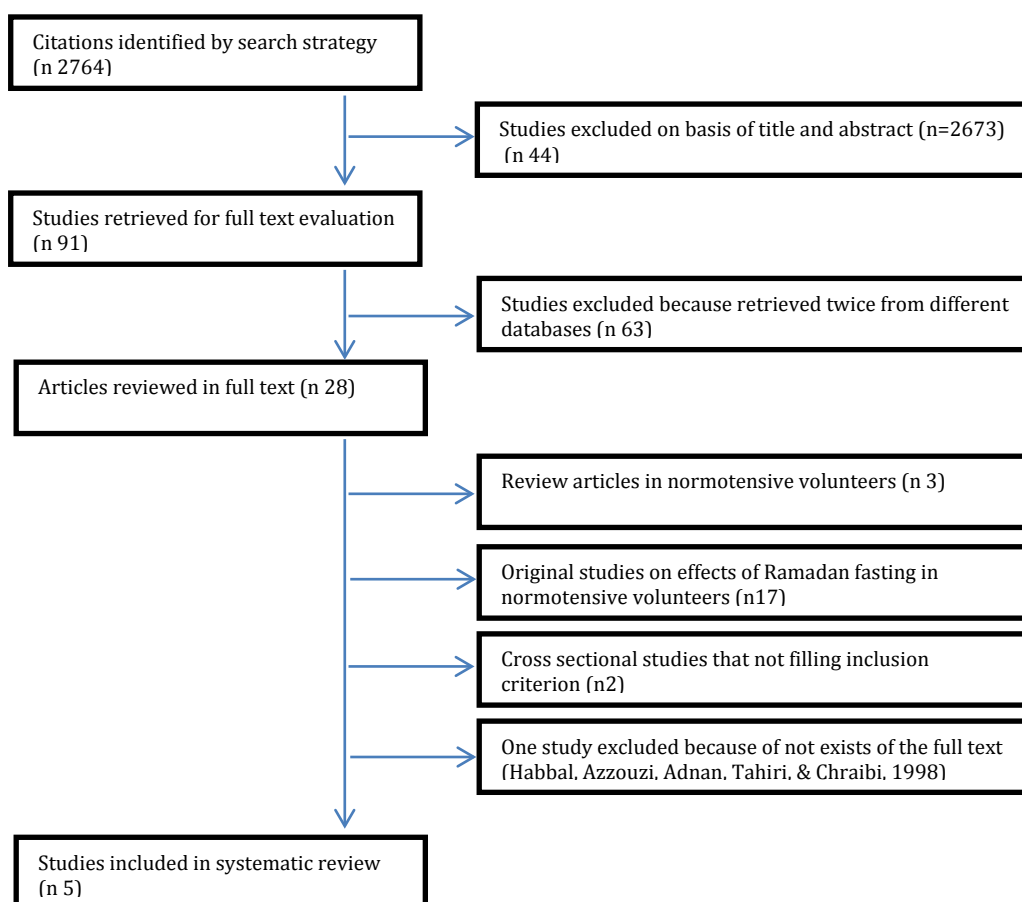 Citations identified by search strategy
(n 2764)
Studies excluded on basis of title and abstract (n=2673)
(n 44)
Studies retrieved for full text evaluation
(n 91)
Studies excluded because retrieved twice from different
databases (n 63)
Articles reviewed in full text (n 28)
Review articles in normotensive volunteers (n 3)
Original studies on effects of Ramadan fasting in
normotensive volunteers (n17)
Cross sectional studies that not filling inclusion
criterion (n2)
One study excluded because of not exists of the full text
(Habbal, Azzouzi, Adnan, Tahiri, & Chraibi, 1998)
Studies included in systematic review
(n 5)